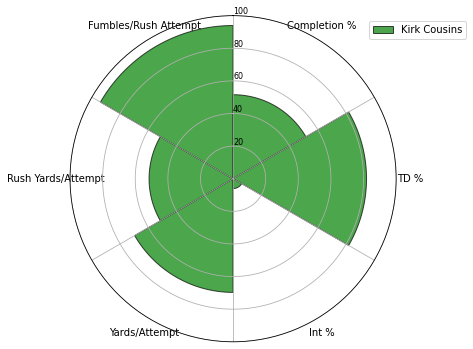 100
Fumbles/Rush Attempt
Completion %
Kirk Cousins
80
60
40
20
Rush Yards/Attempt
TD %
Yards/Attempt
Int %